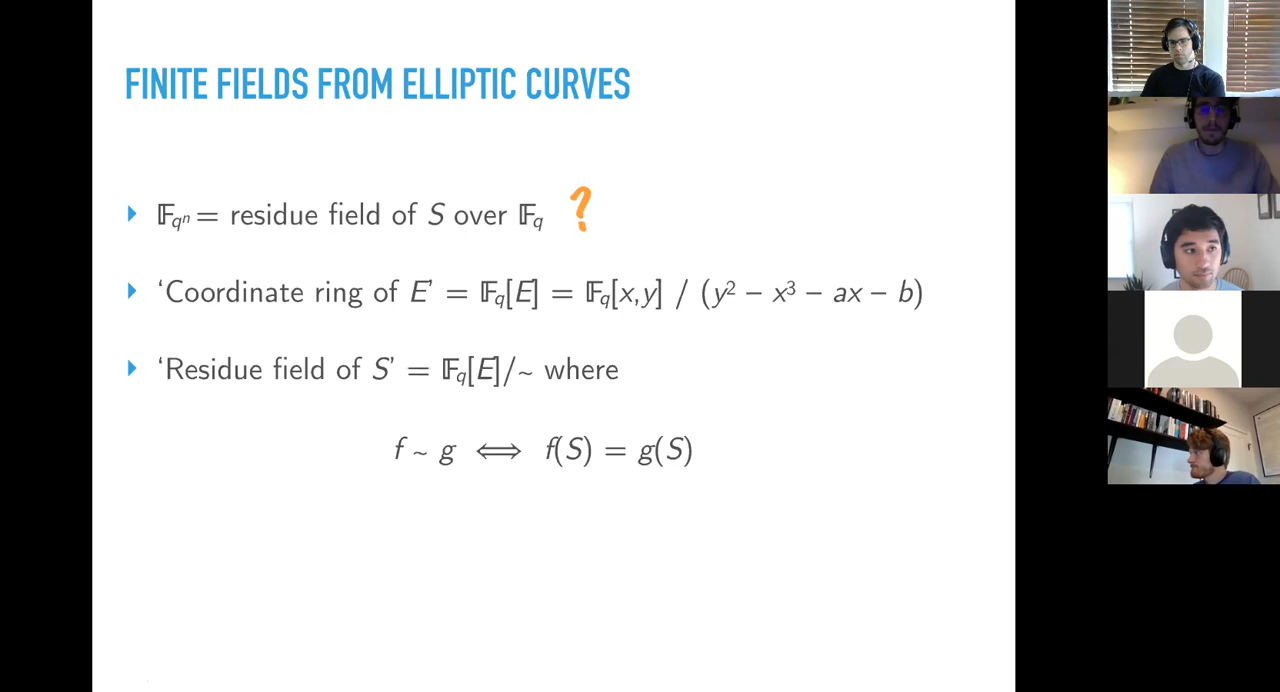 FINITE FIELDS FROM ELLIPTIC CURVES
𝔽qⁿ = residue field of S over 𝔽q ?
‘Coordinate ring of E’ = 𝔽q[E] = 𝔽q[x,y] / (y² – x³ – ax – b)
‘Residue field of S’ = 𝔽q[E]/~ where
f ~ g ⟺ f(S) = g(S)